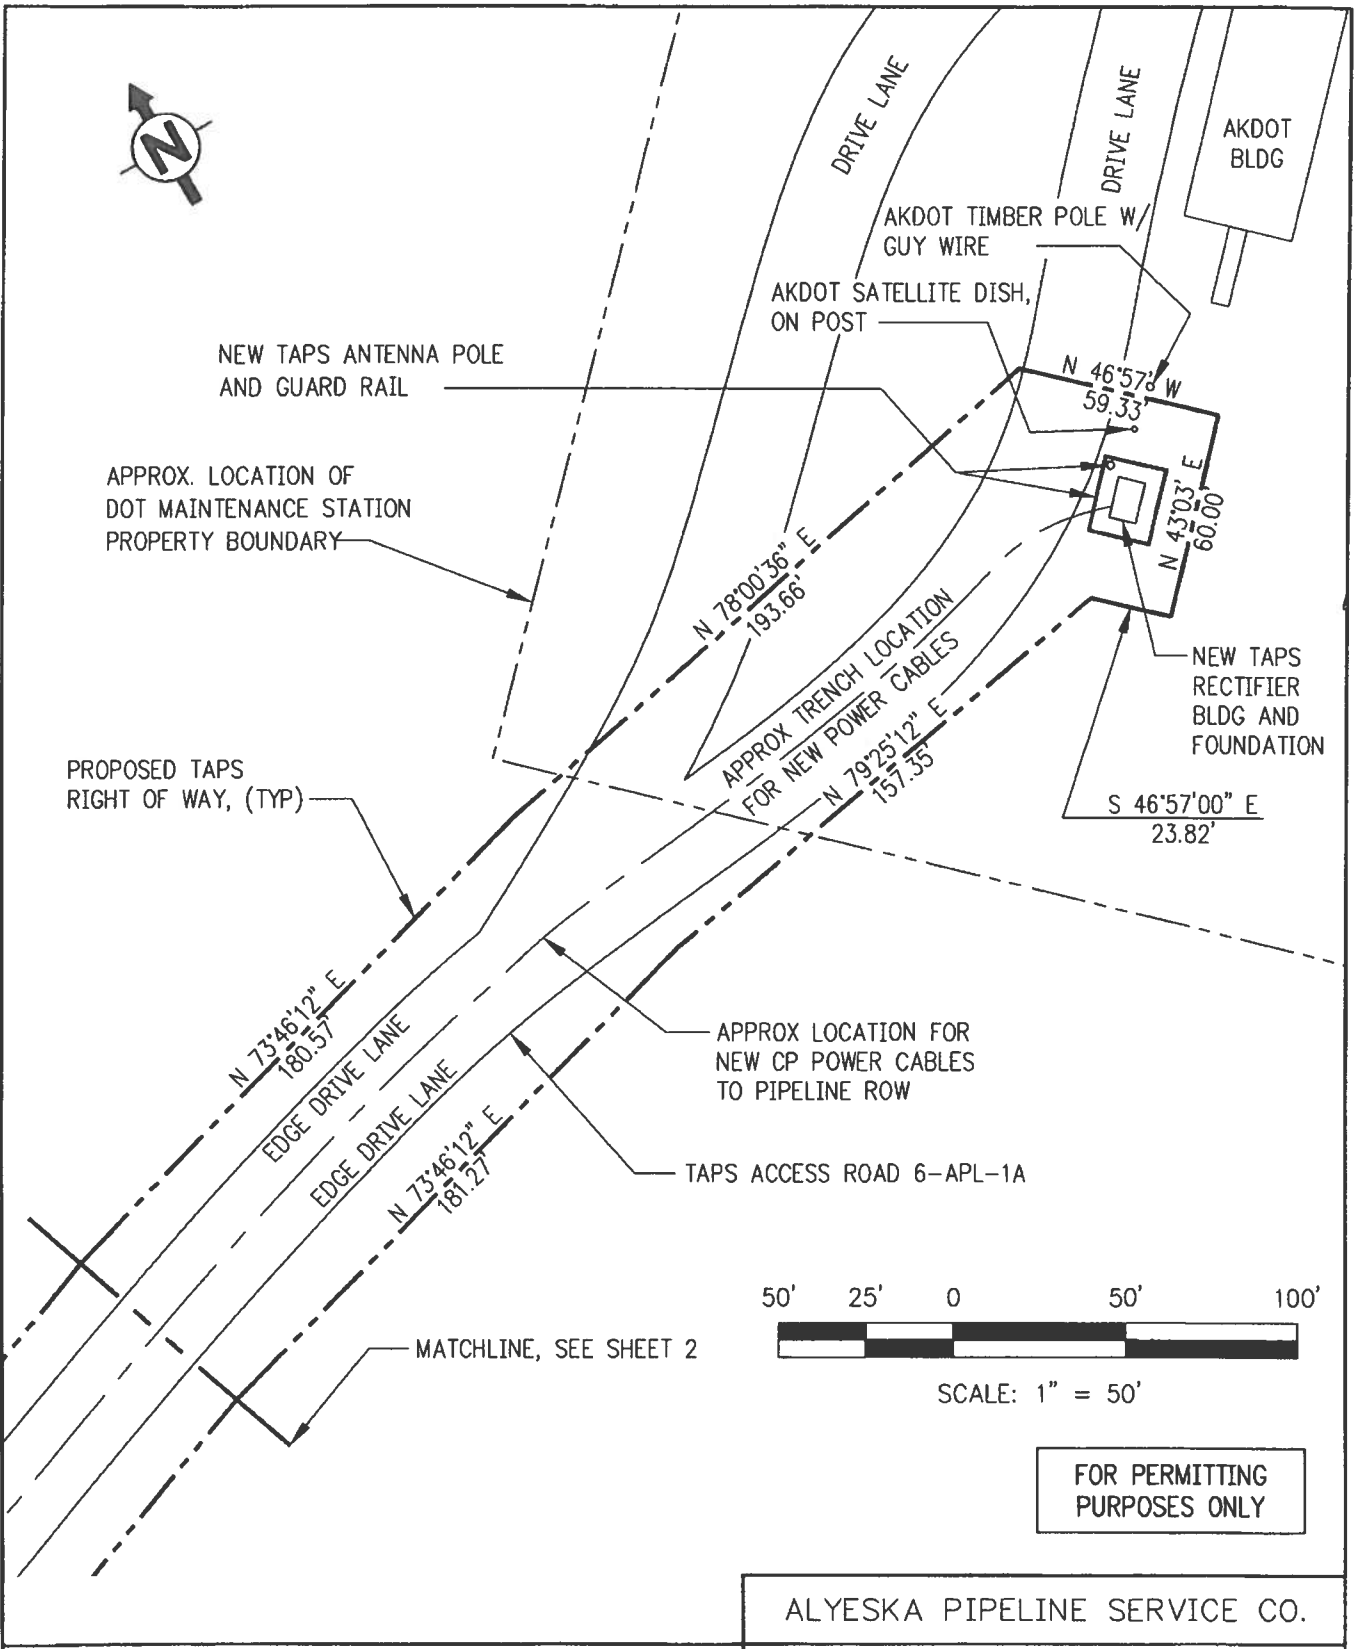 N
DRIVE LANE
DRIVE LANE
AKDOT
BLDG
AKDOT TIMBER POLE W/
GUY WIRE
AKDOT SATELLITE DISH,
ON POST
NEW TAPS ANTENNA POLE
AND GUARD RAIL
N 46°57' W
59.33'
APPROX. LOCATION OF
DOT MAINTENANCE STATION
PROPERTY BOUNDARY
N 43°03' E
60.00'
N 78°00'36" E
193.66'
APPROX TRENCH LOCATION
FOR NEW POWER CABLES
NEW TAPS
RECTIFIER
BLDG AND
FOUNDATION
N 79°25'12" E
157.35'
PROPOSED TAPS
RIGHT OF WAY, (TYP)
S 46°57'00" E
23.82'
N 73°46'12" E
180.57'
EDGE DRIVE LANE
EDGE DRIVE LANE
APPROX LOCATION FOR
NEW CP POWER CABLES
TO PIPELINE ROW
N 73°46'12" E
181.27'
TAPS ACCESS ROAD 6-APL-1A
50' 25' 0 50' 100'
MATCHLINE, SEE SHEET 2
SCALE: 1" = 50'
FOR PERMITTING
PURPOSES ONLY
ALYESKA PIPELINE SERVICE CO.